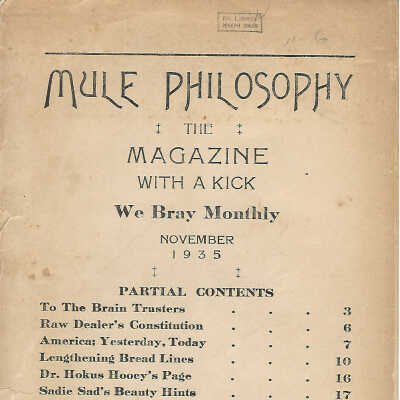 MULE PHILOSOPHY
‡ THE ‡
MAGAZINE
WITH A KICK
We Bray Monthly
NOVEMBER
1935
‡ ‡
PARTIAL CONTENTS
To The Brain Trusters . . . 3
Raw Dealer's Constitution . . . 6
America; Yesterday, Today . . . 7
Lengthening Bread Lines . . . 10
Dr. Hokus Hooey's Page . . . 16
Sadie Sad's Beauty Hints . . . 17